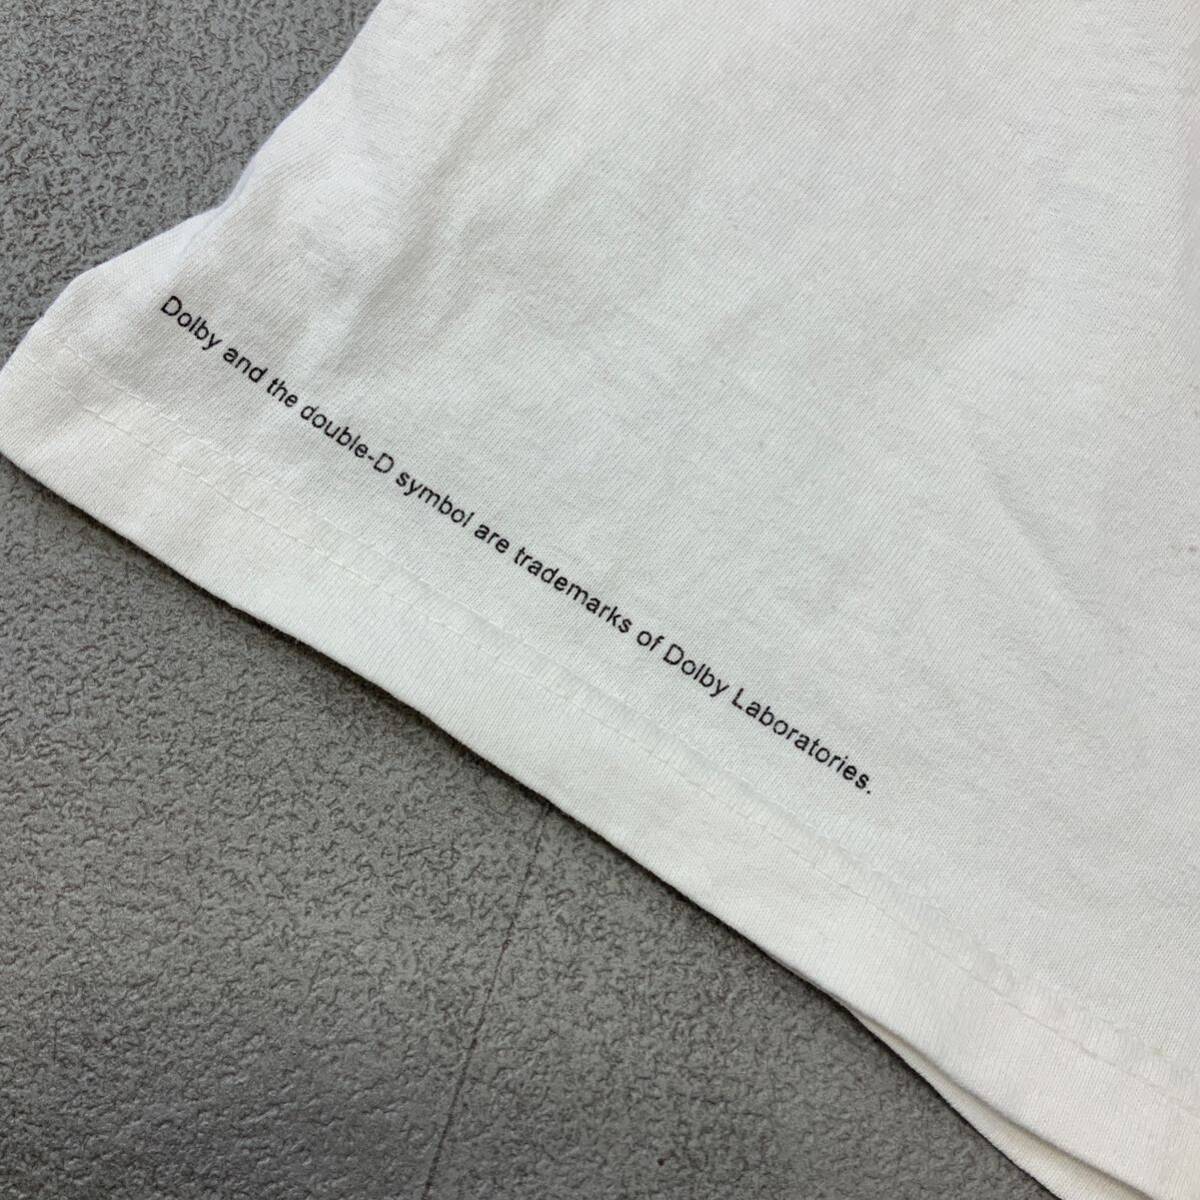 Dolby and the double-D symbol are trademarks of Dolby Laboratories.